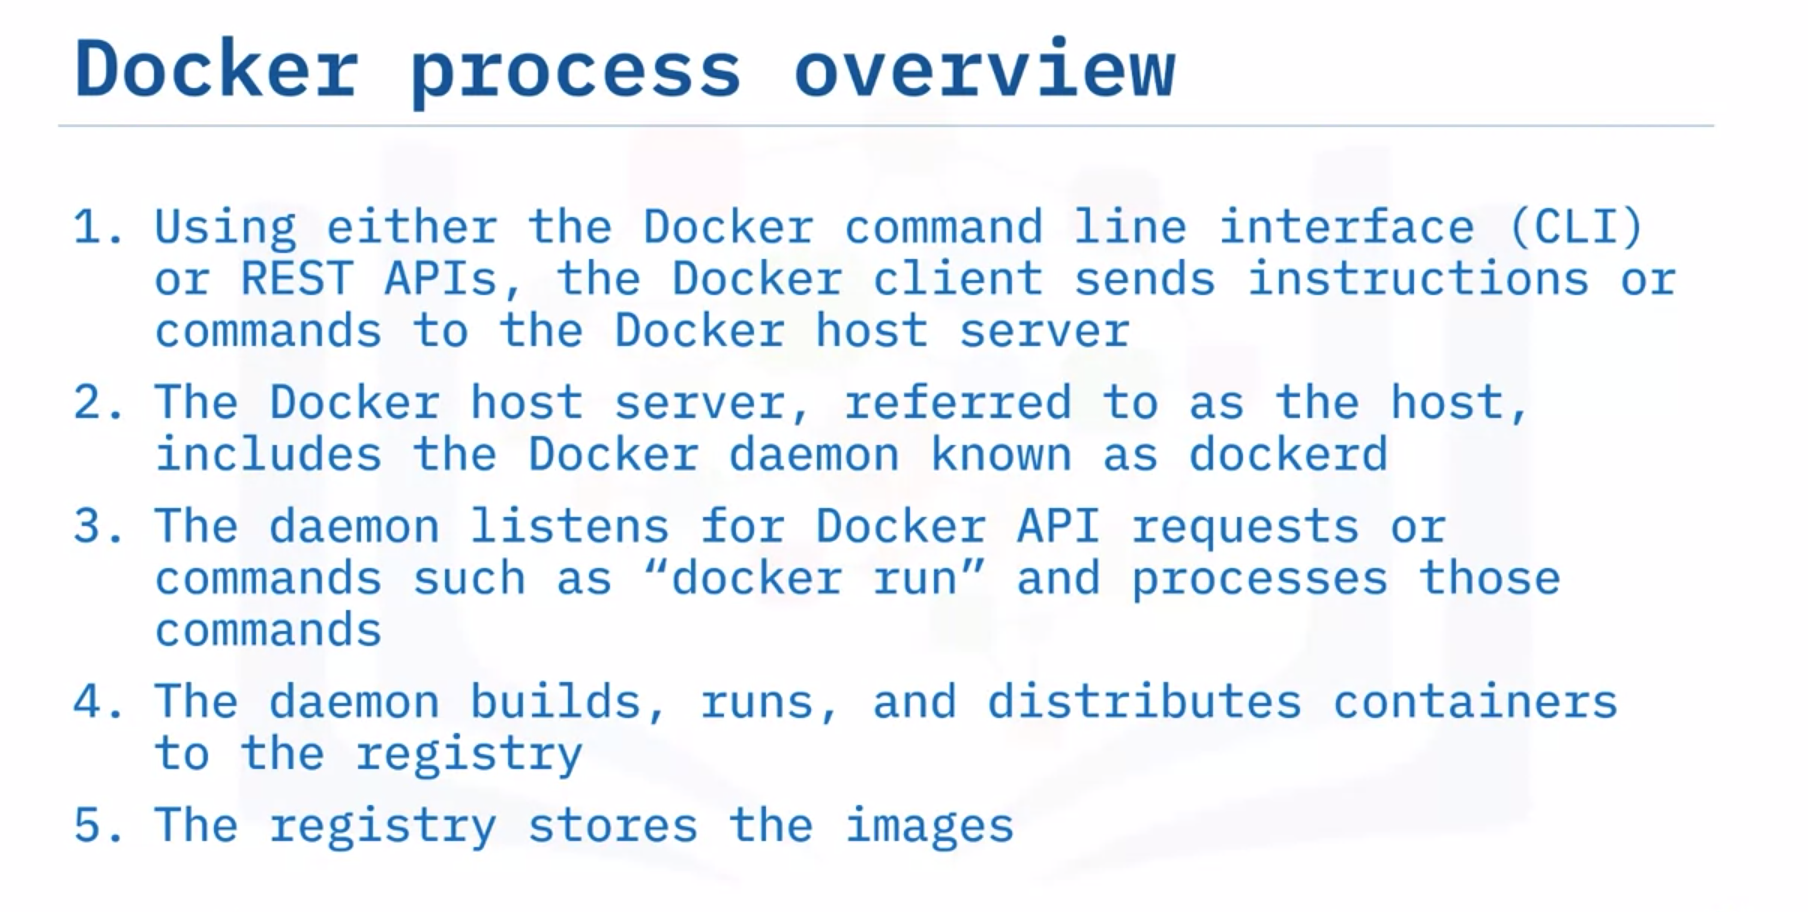 Docker process overview
1. Using either the Docker command line interface (CLI)
or REST APIs, the Docker client sends instructions or
commands to the Docker host server
2. The Docker host server, referred to as the host,
includes the Docker daemon known as dockerd
3. The daemon listens for Docker API requests or
commands such as “docker run” and processes those
commands
4. The daemon builds, runs, and distributes containers
to the registry
5. The registry stores the images